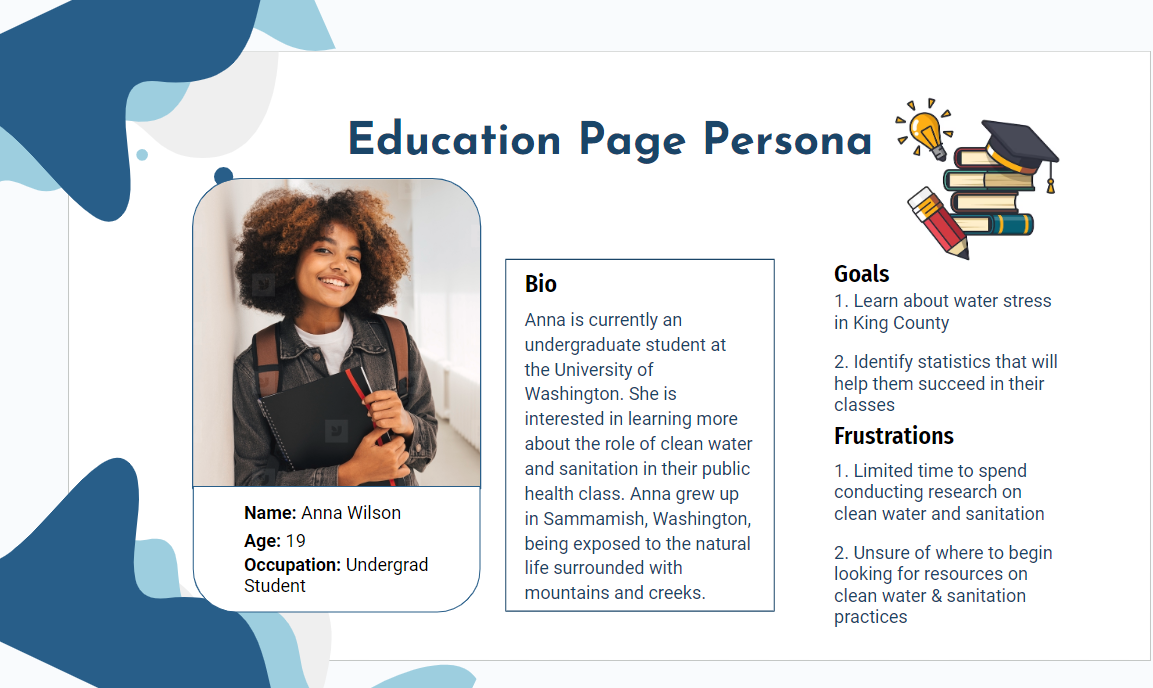 Education Page Persona
Name: Anna Wilson
Age: 19
Occupation: Undergrad
Student
Bio
Anna is currently an
undergraduate student at
the University of
Washington. She is
interested in learning more
about the role of clean water
and sanitation in their public
health class. Anna grew up
in Sammamish, Washington,
being exposed to the natural
life surrounded with
mountains and creeks.
Goals
1. Learn about water stress
in King County
2. Identify statistics that will
help them succeed in their
classes
Frustrations
1. Limited time to spend
conducting research on
clean water and sanitation
2. Unsure of where to begin
looking for resources on
clean water & sanitation
practices